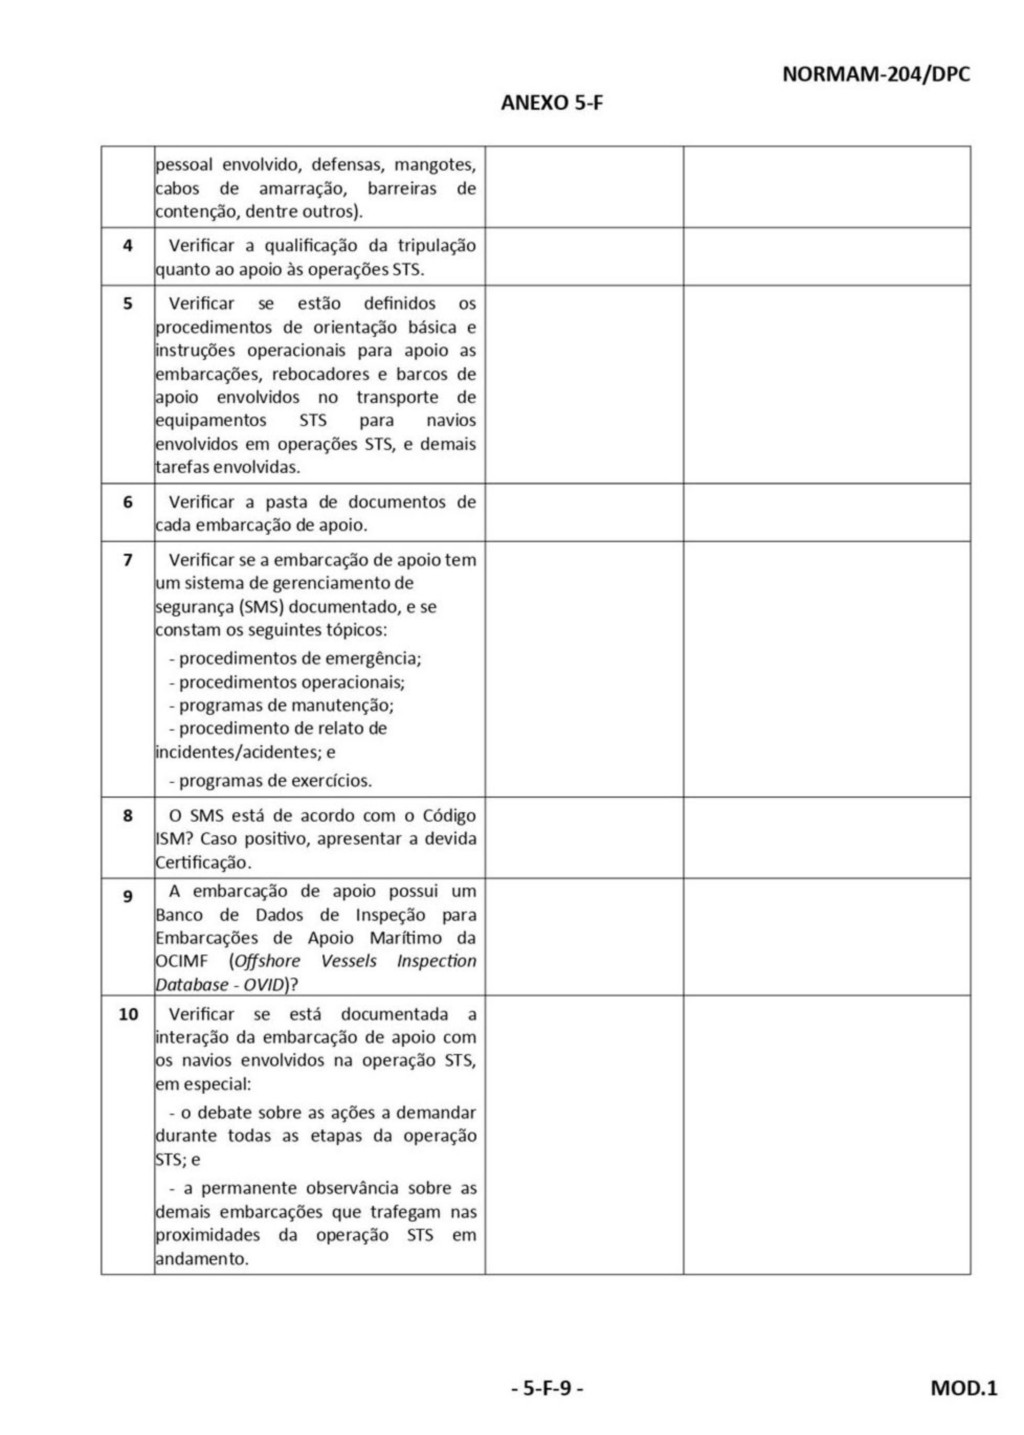 NORMAM-204/DPC
ANEXO 5-F
pessoal envolvido, defensas, mangotes,
cabos de amarração, barreiras de
contenção, dentre outros).
4 Verificar a qualificação da tripulação
quanto ao apoio às operações STS.
5 Verificar se estão definidos os
procedimentos de orientação básica e
instruções operacionais para apoio as
embarcações, rebocadores e barcos de
apoio envolvidos no transporte de
equipamentos STS para navios
envolvidos em operações STS, e demais
tarefas envolvidas.
6 Verificar a pasta de documentos de
cada embarcação de apoio.
7 Verificar se a embarcação de apoio tem
um sistema de gerenciamento de
segurança (SMS) documentado, e se
constam os seguintes tópicos:
- procedimentos de emergência;
- procedimentos operacionais;
- programas de manutenção;
- procedimento de relato de
incidentes/acidentes; e
- programas de exercícios.
8 O SMS está de acordo com o Código
ISM? Caso positivo, apresentar a devida
Certificação.
9 A embarcação de apoio possui um
Banco de Dados de Inspeção para
Embarcações de Apoio Marítimo da
OCIMF (Offshore Vessels Inspection
Database - OVID)?
10 Verificar se está documentada a
interação da embarcação de apoio com
os navios envolvidos na operação STS,
em especial:
- o debate sobre as ações a demandar
durante todas as etapas da operação
STS; e
- a permanente observância sobre as
demais embarcações que trafegam nas
proximidades da operação STS em
andamento.
- 5-F-9 -
MOD.1